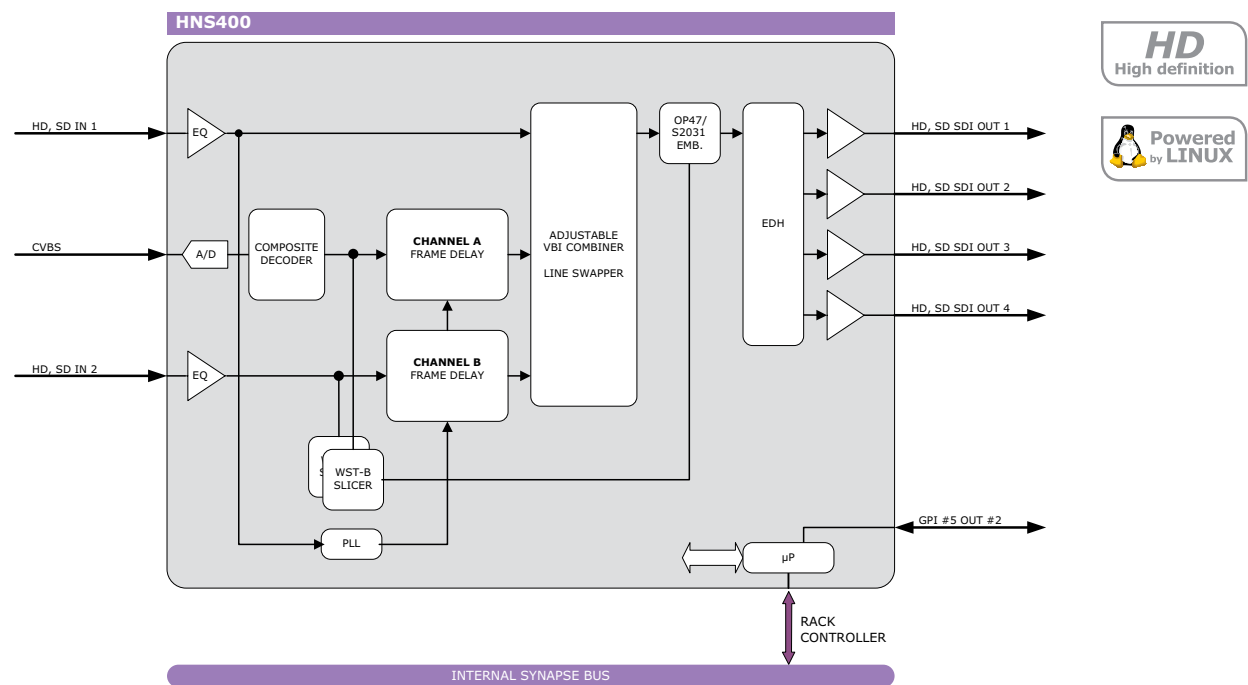 HNS400
HD
High definition
Powered
by LINUX
HD, SD IN 1
EQ
OP47/
S2031
EMB.
HD, SD SDI OUT 1
HD, SD SDI OUT 2
CVBS
A/D
COMPOSITE
DECODER
CHANNEL A
FRAME DELAY
ADJUSTABLE
VBI COMBINER
LINE SWAPPER
EDH
HD, SD SDI OUT 3
HD, SD SDI OUT 4
HD, SD IN 2
EQ
CHANNEL B
FRAME DELAY
WST-B
SLICER
PLL
GPI #5 OUT #2
µP
RACK
CONTROLLER
INTERNAL SYNAPSE BUS